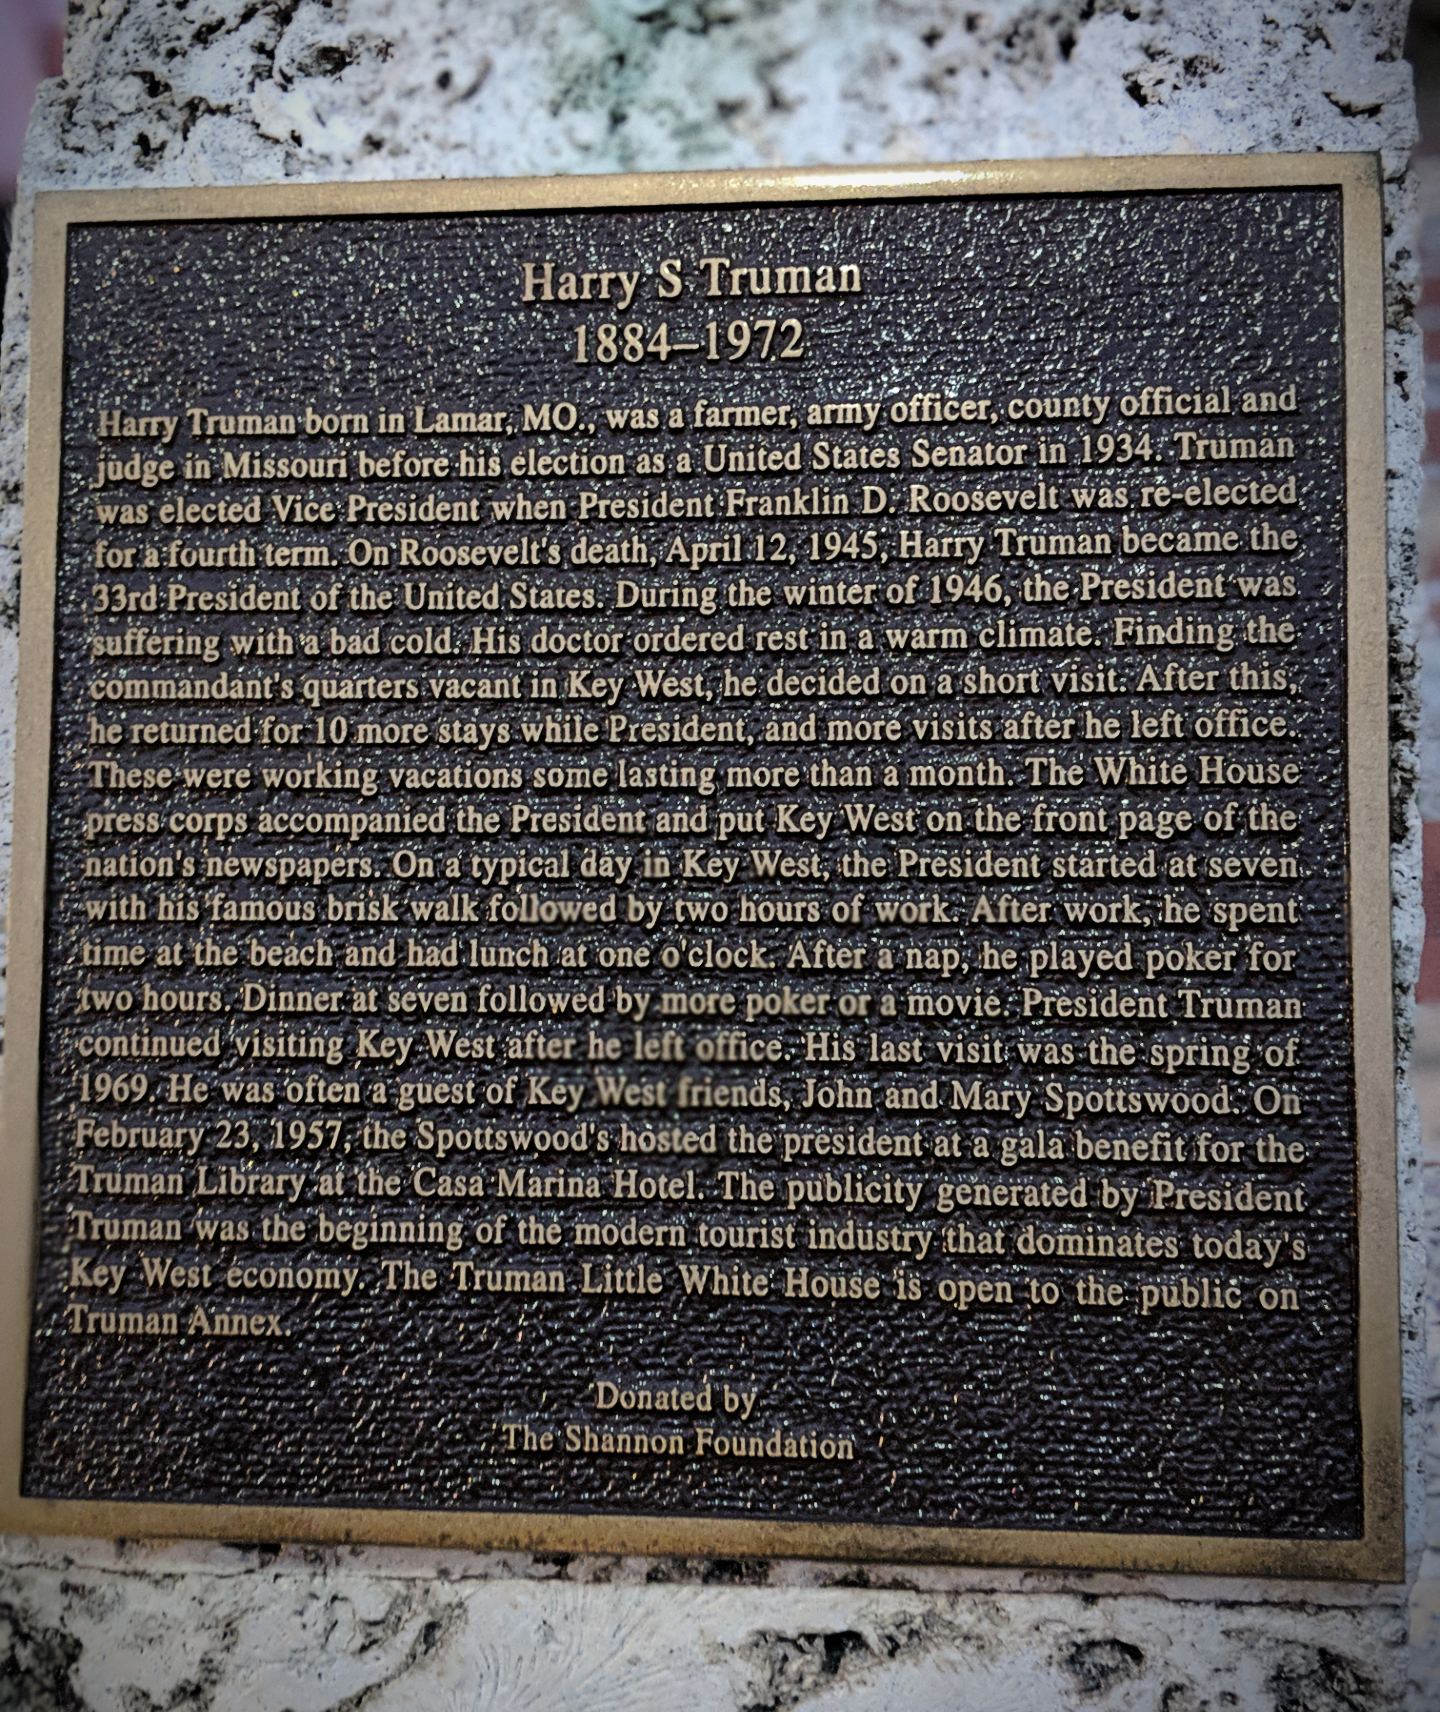 Harry S Truman
1884–1972
Harry Truman born in Lamar, MO., was a farmer, army officer, county official and
judge in Missouri before his election as a United States Senator in 1934. Truman
was elected Vice President when President Franklin D. Roosevelt was re-elected
for a fourth term. On Roosevelt's death, April 12, 1945, Harry Truman became the
33rd President of the United States. During the winter of 1946, the President was
suffering with a bad cold. His doctor ordered rest in a warm climate. Finding the
commandant's quarters vacant in Key West, he decided on a short visit. After this,
he returned for 10 more stays while President, and more visits after he left office.
These were working vacations some lasting more than a month. The White House
press corps accompanied the President and put Key West on the front page of the
nation's newspapers. On a typical day in Key West, the President started at seven
with his famous brisk walk followed by two hours of work. After work, he spent
time at the beach and had lunch at one o'clock. After a nap, he played poker for
two hours. Dinner at seven followed by more poker or a movie. President Truman
continued visiting Key West after he left office. His last visit was the spring of
1969. He was often a guest of Key West friends, John and Mary Spottswood. On
February 23, 1957, the Spottswood's hosted the president at a gala benefit for the
Truman Library at the Casa Marina Hotel. The publicity generated by President
Truman was the beginning of the modern tourist industry that dominates today's
Key West economy. The Truman Little White House is open to the public on
Truman Annex.
Donated by
The Shannon Foundation